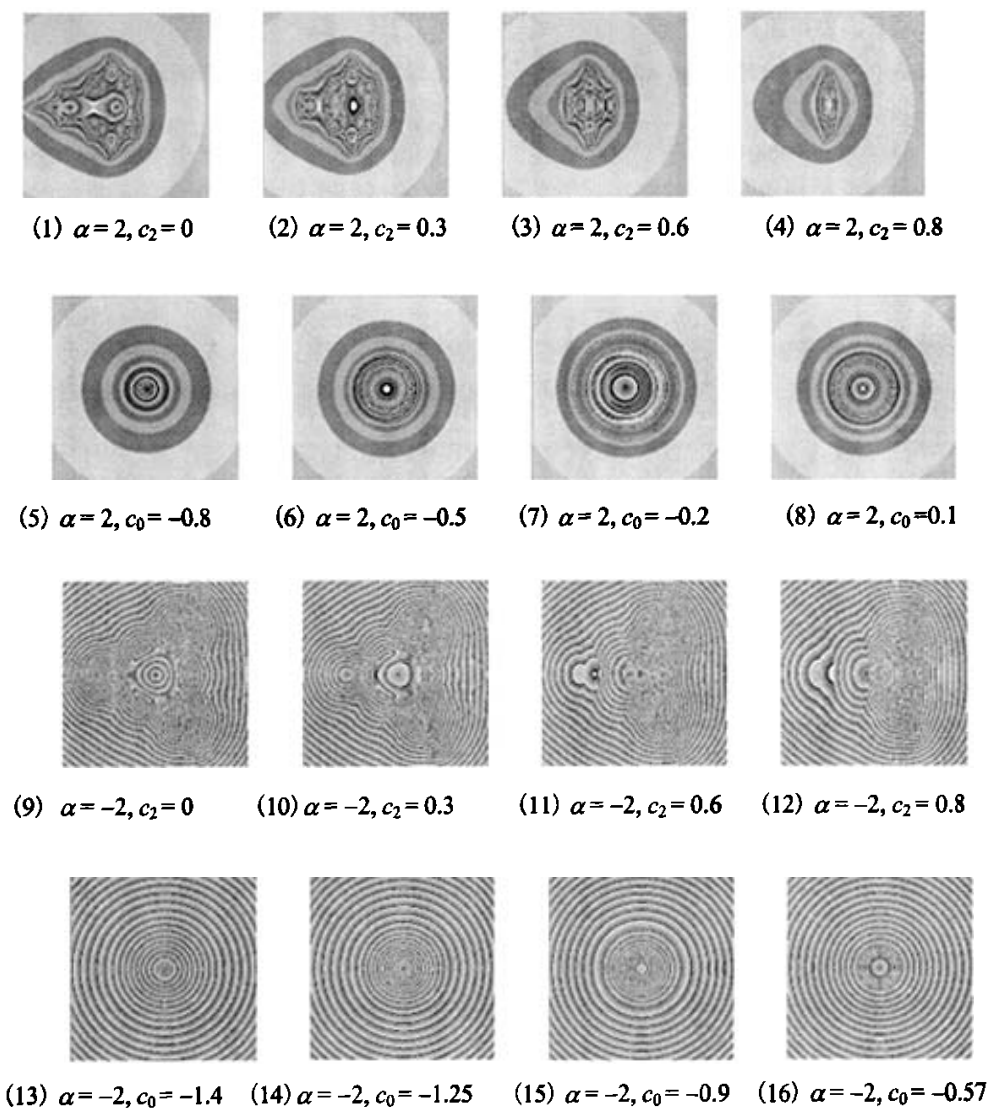 (1) α = 2, c₂ = 0 (2) α = 2, c₂ = 0.3 (3) α = 2, c₂ = 0.6 (4) α = 2, c₂ = 0.8
(5) α = 2, c₀ = –0.8 (6) α = 2, c₀ = –0.5 (7) α = 2, c₀ = –0.2 (8) α = 2, c₀ =0.1
(9) α = –2, c₂ = 0 (10) α = –2, c₂ = 0.3 (11) α = –2, c₂ = 0.6 (12) α = –2, c₂ = 0.8
(13) α = –2, c₀ = –1.4 (14) α = –2, c₀ = –1.25 (15) α = –2, c₀ = –0.9 (16) α = –2, c₀ = –0.57